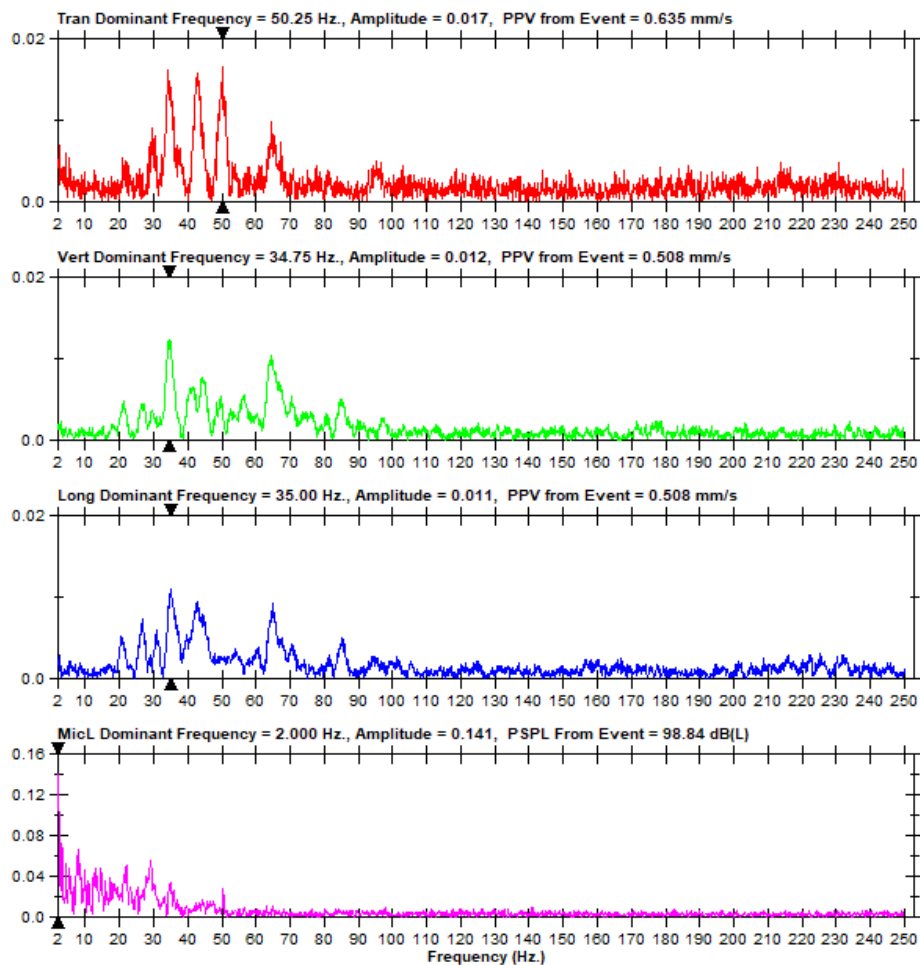 Tran Dominant Frequency = 50.25 Hz., Amplitude = 0.017,  PPV from Event = 0.635 mm/s
0.02
0.0
2 10 20 30 40 50 60 70 80 90 100 110 120 130 140 150 160 170 180 190 200 210 220 230 240 250
Vert Dominant Frequency = 34.75 Hz., Amplitude = 0.012,  PPV from Event = 0.508 mm/s
0.02
0.0
2 10 20 30 40 50 60 70 80 90 100 110 120 130 140 150 160 170 180 190 200 210 220 230 240 250
Long Dominant Frequency = 35.00 Hz., Amplitude = 0.011,  PPV from Event = 0.508 mm/s
0.02
0.0
2 10 20 30 40 50 60 70 80 90 100 110 120 130 140 150 160 170 180 190 200 210 220 230 240 250
MicL Dominant Frequency = 2.000 Hz., Amplitude = 0.141,  PSPL From Event = 98.84 dB(L)
0.16
0.12
0.08
0.04
0.0
2 10 20 30 40 50 60 70 80 90 100 110 120 130 140 150 160 170 180 190 200 210 220 230 240 250
Frequency (Hz.)